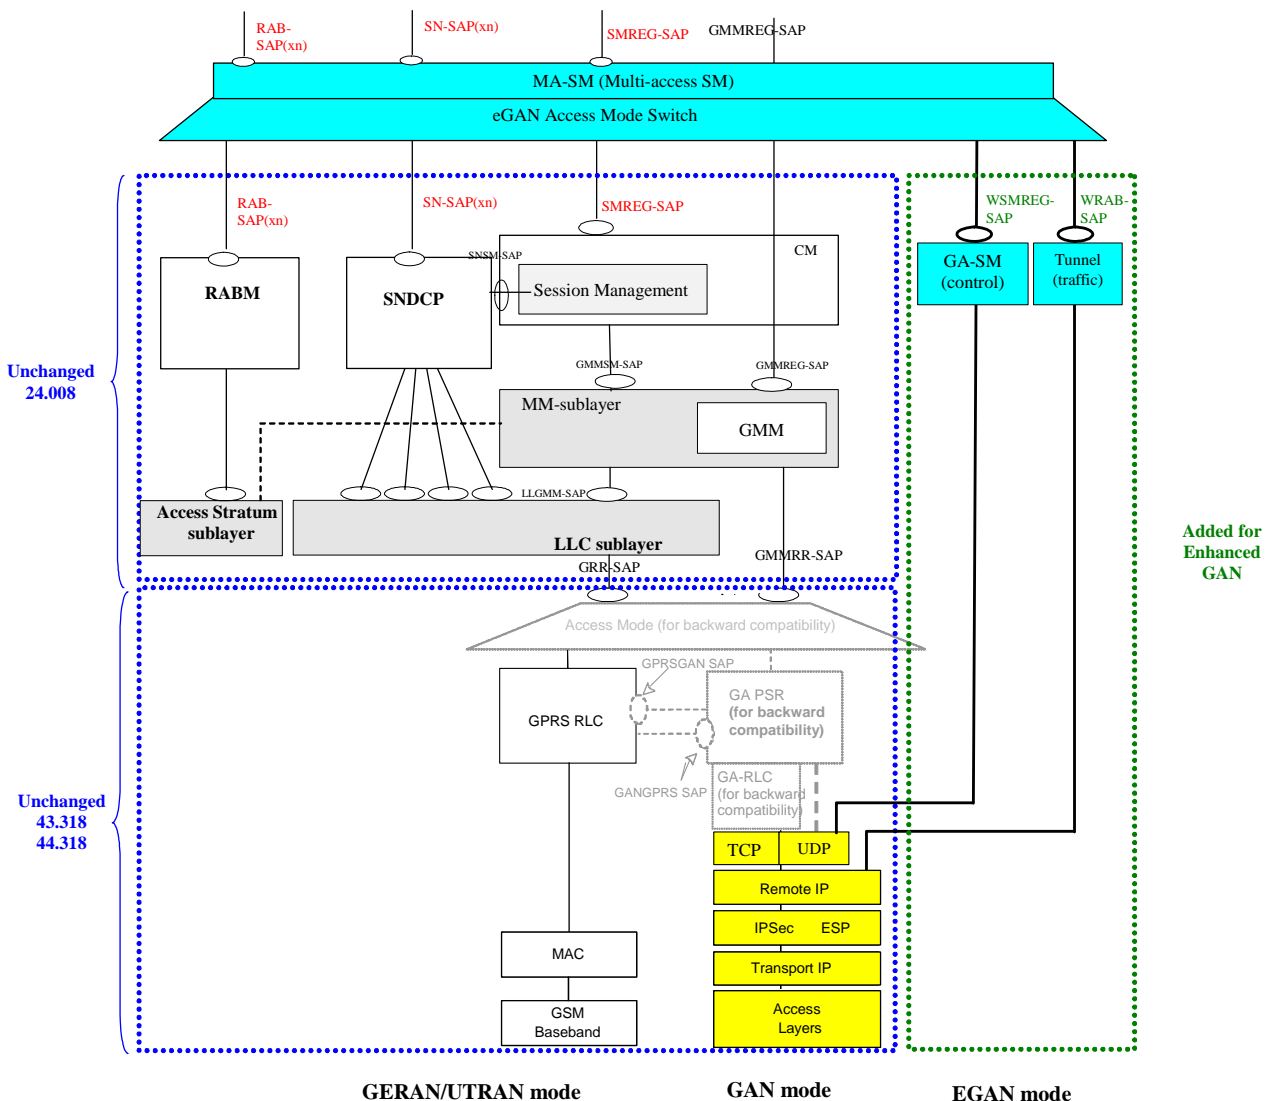 RAB-
SAP(xn)
SN-SAP(xn)
SMREG-SAP
GMMREG-SAP
MA-SM (Multi-access SM)
eGAN Access Mode Switch
RAB-
SAP(xn)
SN-SAP(xn)
SMREG-SAP
WSMREG-
SAP
WRAB-
SAP
SNSM-SAP
CM
RABM
SNDCP
Session Management
GA-SM
(control)
Tunnel
(traffic)
Unchanged
24.008
GMMSM-SAP
GMMREG-SAP
MM-sublayer
GMM
LLGMM-SAP
Access Stratum
sublayer
LLC sublayer
GRR-SAP
GMMRR-SAP
Added for
Enhanced
GAN
Access Mode (for backward compatibility)
GPRSGAN SAP
GPRS RLC
GA PSR
(for backward
compatibility)
GANGPRS SAP
GA-RLC
(for backward
compatibility)
Unchanged
43.318
44.318
TCP
UDP
Remote IP
IPSec ESP
MAC
Transport IP
GSM
Baseband
Access
Layers
GERAN/UTRAN mode
GAN mode
EGAN mode